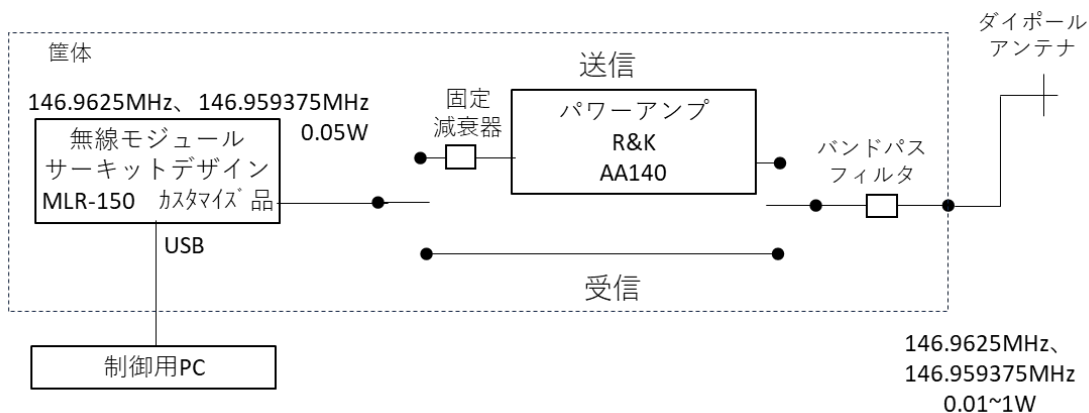 筐体
送信
ダイポール
アンテナ
146.9625MHz、146.959375MHz
0.05W
固定
減衰器
パワーアンプ
R&K
AA140
無線モジュール
サーキットデザイン
MLR-150 ｶｽﾀﾏｲｽﾞ品
バンドパス
フィルタ
USB
受信
制御用PC
146.9625MHz、
146.959375MHz
0.01~1W